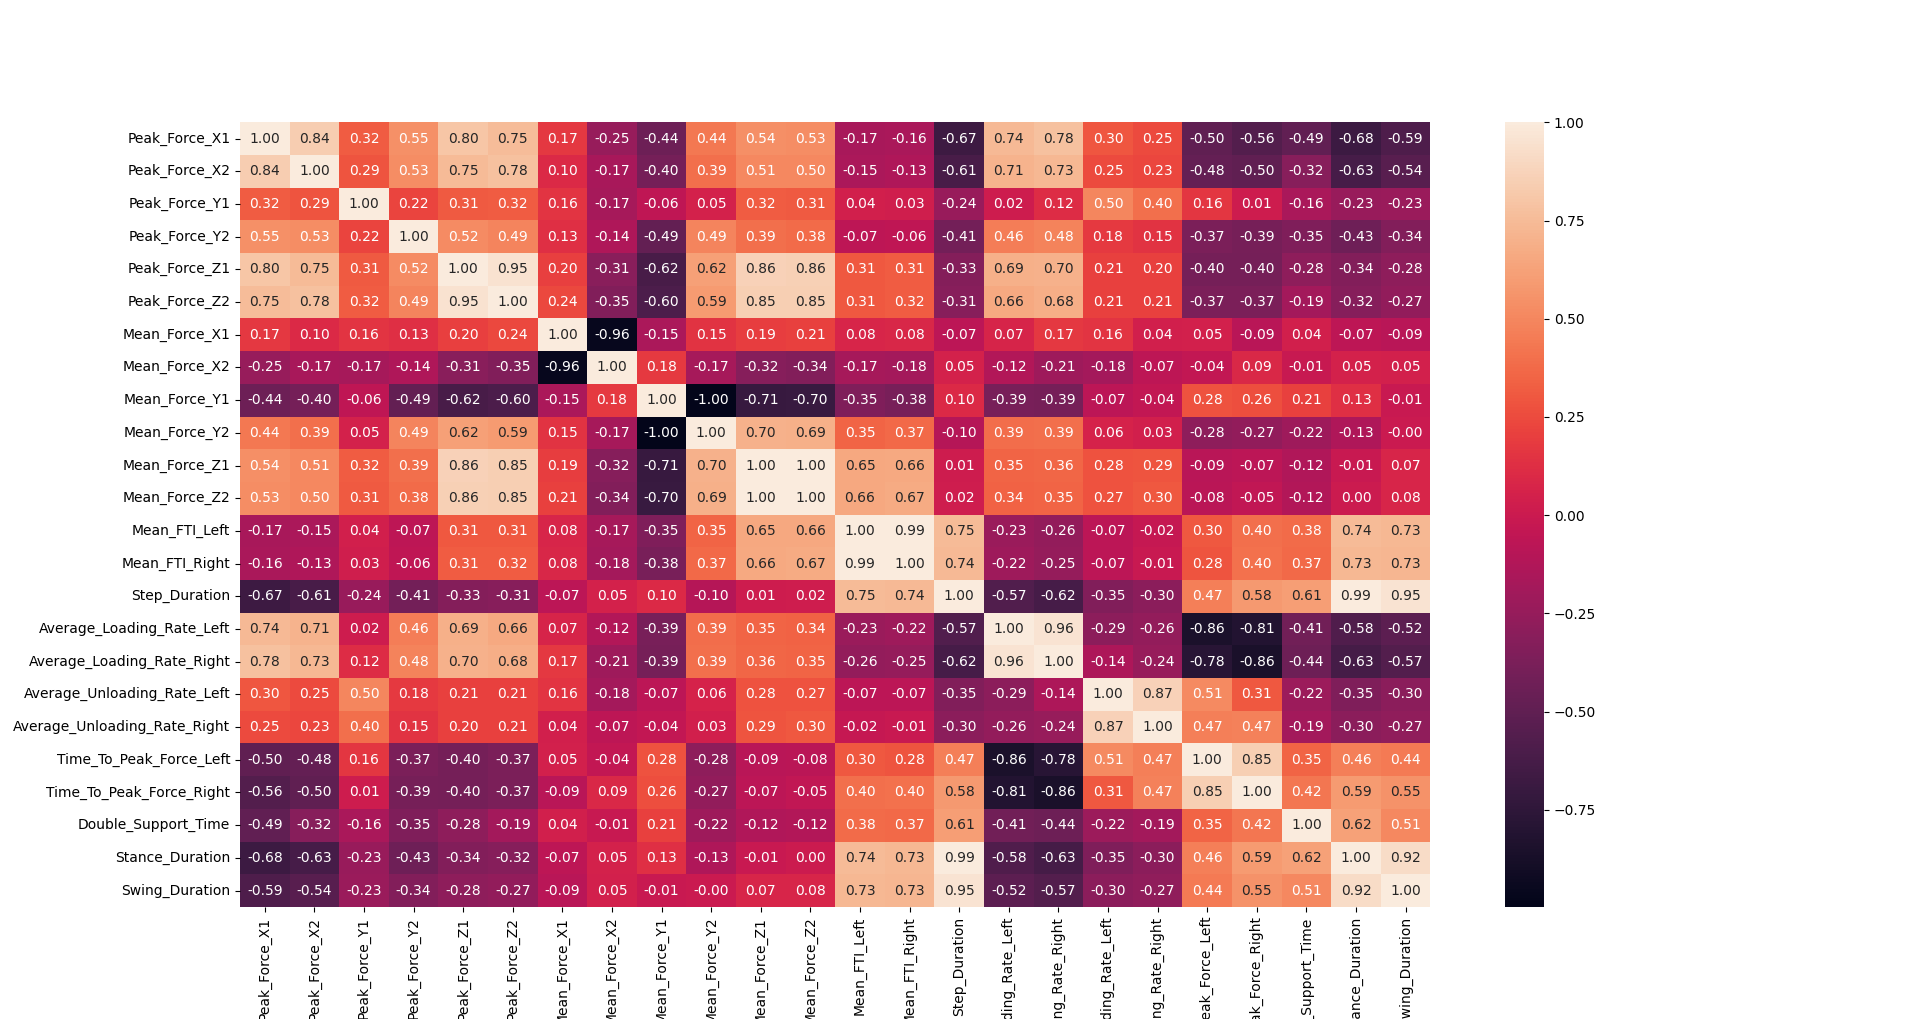 Peak_Force_X1 1.00 0.84 0.32 0.55 0.80 0.75 0.17 -0.25 -0.44 0.44 0.54 0.53 -0.17 -0.16 -0.67 0.74 0.78 0.30 0.25 -0.50 -0.56 -0.49 -0.68 -0.59
Peak_Force_X2 0.84 1.00 0.29 0.53 0.75 0.78 0.10 -0.17 -0.40 0.39 0.51 0.50 -0.15 -0.13 -0.61 0.71 0.73 0.25 0.23 -0.48 -0.50 -0.32 -0.63 -0.54
Peak_Force_Y1 0.32 0.29 1.00 0.22 0.31 0.32 0.16 -0.17 -0.06 0.05 0.32 0.31 0.04 0.03 -0.24 0.02 0.12 0.50 0.40 0.16 0.01 -0.16 -0.23 -0.23
Peak_Force_Y2 0.55 0.53 0.22 1.00 0.52 0.49 0.13 -0.14 -0.49 0.49 0.39 0.38 -0.07 -0.06 -0.41 0.46 0.48 0.18 0.15 -0.37 -0.39 -0.35 -0.43 -0.34
Peak_Force_Z1 0.80 0.75 0.31 0.52 1.00 0.95 0.20 -0.31 -0.62 0.62 0.86 0.86 0.31 0.31 -0.33 0.69 0.70 0.21 0.20 -0.40 -0.40 -0.28 -0.34 -0.28
Peak_Force_Z2 0.75 0.78 0.32 0.49 0.95 1.00 0.24 -0.35 -0.60 0.59 0.85 0.85 0.31 0.32 -0.31 0.66 0.68 0.21 0.21 -0.37 -0.37 -0.19 -0.32 -0.27
Mean_Force_X1 0.17 0.10 0.16 0.13 0.20 0.24 1.00 -0.96 -0.15 0.15 0.19 0.21 0.08 0.08 -0.07 0.07 0.17 0.16 0.04 0.05 -0.09 0.04 -0.07 -0.09
Mean_Force_X2 -0.25 -0.17 -0.17 -0.14 -0.31 -0.35 -0.96 1.00 0.18 -0.17 -0.32 -0.34 -0.17 -0.18 0.05 -0.12 -0.21 -0.18 -0.07 -0.04 0.09 -0.01 0.05 0.05
Mean_Force_Y1 -0.44 -0.40 -0.06 -0.49 -0.62 -0.60 -0.15 0.18 1.00 -1.00 -0.71 -0.70 -0.35 -0.38 0.10 -0.39 -0.39 -0.07 -0.04 0.28 0.26 0.21 0.13 -0.01
Mean_Force_Y2 0.44 0.39 0.05 0.49 0.62 0.59 0.15 -0.17 -1.00 1.00 0.70 0.69 0.35 0.37 -0.10 0.39 0.39 0.06 0.03 -0.28 -0.27 -0.22 -0.13 -0.00
Mean_Force_Z1 0.54 0.51 0.32 0.39 0.86 0.85 0.19 -0.32 -0.71 0.70 1.00 1.00 0.65 0.66 0.01 0.35 0.36 0.28 0.29 -0.09 -0.07 -0.12 -0.01 0.07
Mean_Force_Z2 0.53 0.50 0.31 0.38 0.86 0.85 0.21 -0.34 -0.70 0.69 1.00 1.00 0.66 0.67 0.02 0.34 0.35 0.27 0.30 -0.08 -0.05 -0.12 0.00 0.08
Mean_FTI_Left -0.17 -0.15 0.04 -0.07 0.31 0.31 0.08 -0.17 -0.35 0.35 0.65 0.66 1.00 0.99 0.75 -0.23 -0.26 -0.07 -0.02 0.30 0.40 0.38 0.74 0.73
Mean_FTI_Right -0.16 -0.13 0.03 -0.06 0.31 0.32 0.08 -0.18 -0.38 0.37 0.66 0.67 0.99 1.00 0.74 -0.22 -0.25 -0.07 -0.01 0.28 0.40 0.37 0.73 0.73
Step_Duration -0.67 -0.61 -0.24 -0.41 -0.33 -0.31 -0.07 0.05 0.10 -0.10 0.01 0.02 0.75 0.74 1.00 -0.57 -0.62 -0.35 -0.30 0.47 0.58 0.61 0.99 0.95
Average_Loading_Rate_Left 0.74 0.71 0.02 0.46 0.69 0.66 0.07 -0.12 -0.39 0.39 0.35 0.34 -0.23 -0.22 -0.57 1.00 0.96 -0.29 -0.26 -0.86 -0.81 -0.41 -0.58 -0.52
Average_Loading_Rate_Right 0.78 0.73 0.12 0.48 0.70 0.68 0.17 -0.21 -0.39 0.39 0.36 0.35 -0.26 -0.25 -0.62 0.96 1.00 -0.14 -0.24 -0.78 -0.86 -0.44 -0.63 -0.57
Average_Unloading_Rate_Left 0.30 0.25 0.50 0.18 0.21 0.21 0.16 -0.18 -0.07 0.06 0.28 0.27 -0.07 -0.07 -0.35 -0.29 -0.14 1.00 0.87 0.51 0.31 -0.22 -0.35 -0.30
Average_Unloading_Rate_Right 0.25 0.23 0.40 0.15 0.20 0.21 0.04 -0.07 -0.04 0.03 0.29 0.30 -0.02 -0.01 -0.30 -0.26 -0.24 0.87 1.00 0.47 0.47 -0.19 -0.30 -0.27
Time_To_Peak_Force_Left -0.50 -0.48 0.16 -0.37 -0.40 -0.37 0.05 -0.04 0.28 -0.28 -0.09 -0.08 0.30 0.28 0.47 -0.86 -0.78 0.51 0.47 1.00 0.85 0.35 0.46 0.44
Time_To_Peak_Force_Right -0.56 -0.50 0.01 -0.39 -0.40 -0.37 -0.09 0.09 0.26 -0.27 -0.07 -0.05 0.40 0.40 0.58 -0.81 -0.86 0.31 0.47 0.85 1.00 0.42 0.59 0.55
Double_Support_Time -0.49 -0.32 -0.16 -0.35 -0.28 -0.19 0.04 -0.01 0.21 -0.22 -0.12 -0.12 0.38 0.37 0.61 -0.41 -0.44 -0.22 -0.19 0.35 0.42 1.00 0.62 0.51
Stance_Duration -0.68 -0.63 -0.23 -0.43 -0.34 -0.32 -0.07 0.05 0.13 -0.13 -0.01 0.00 0.74 0.73 0.99 -0.58 -0.63 -0.35 -0.30 0.46 0.59 0.62 1.00 0.92
Swing_Duration -0.59 -0.54 -0.23 -0.34 -0.28 -0.27 -0.09 0.05 -0.01 -0.00 0.07 0.08 0.73 0.73 0.95 -0.52 -0.57 -0.30 -0.27 0.44 0.55 0.51 0.92 1.00
Peak_Force_X1
Peak_Force_X2
Peak_Force_Y1
Peak_Force_Y2
Peak_Force_Z1
Peak_Force_Z2
Mean_Force_X1
Mean_Force_X2
Mean_Force_Y1
Mean_Force_Y2
Mean_Force_Z1
Mean_Force_Z2
Mean_FTI_Left
Mean_FTI_Right
Step_Duration
ding_Rate_Left
ng_Rate_Right
ding_Rate_Left
ng_Rate_Right
eak_Force_Left
ak_Force_Right
_Support_Time
ance_Duration
wing_Duration
1.00
0.75
0.50
0.25
0.00
−0.25
−0.50
−0.75